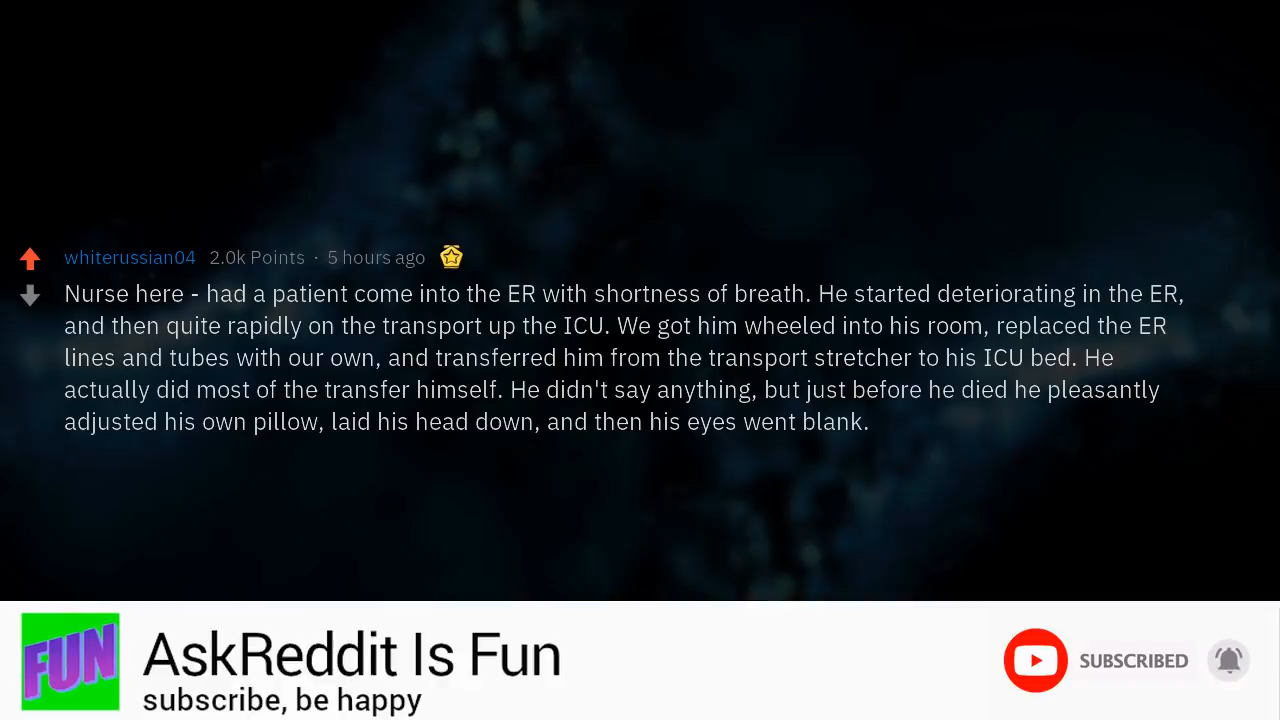 whiterussian04 2.0k Points · 5 hours ago
Nurse here - had a patient come into the ER with shortness of breath. He started deteriorating in the ER,
and then quite rapidly on the transport up the ICU. We got him wheeled into his room, replaced the ER
lines and tubes with our own, and transferred him from the transport stretcher to his ICU bed. He
actually did most of the transfer himself. He didn't say anything, but just before he died he pleasantly
adjusted his own pillow, laid his head down, and then his eyes went blank.
FUN
AskReddit Is Fun
subscribe, be happy
SUBSCRIBED